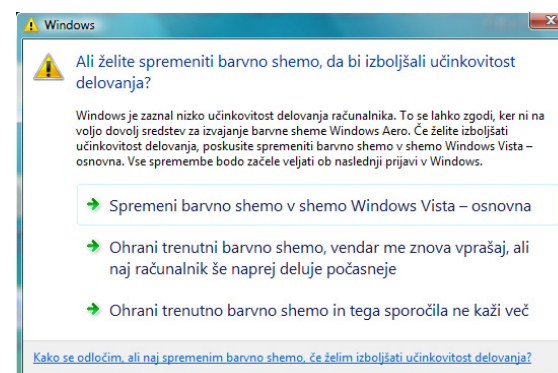 Windows
Ali želite spremeniti barvno shemo, da bi izboljšali učinkovitost
delovanja?
Windows je zaznal nizko učinkovitost delovanja računalnika. To se lahko zgodi, ker ni na
voljo dovolj sredstev za izvajanje barvne sheme Windows Aero. Če želite izboljšati
učinkovitost delovanja, poskusite spremeniti barvno shemo v shemo Windows Vista –
osnovna. Vse spremembe bodo začele veljati ob naslednji prijavi v Windows.
Spremeni barvno shemo v shemo Windows Vista – osnovna
Ohrani trenutni barvno shemo, vendar me znova vprašaj, ali
naj računalnik še naprej deluje počasneje
Ohrani trenutno barvno shemo in tega sporočila ne kaži več
Kako se odločim, ali naj spremenim barvno shemo, če želim izboljšati učinkovitost delovanja?